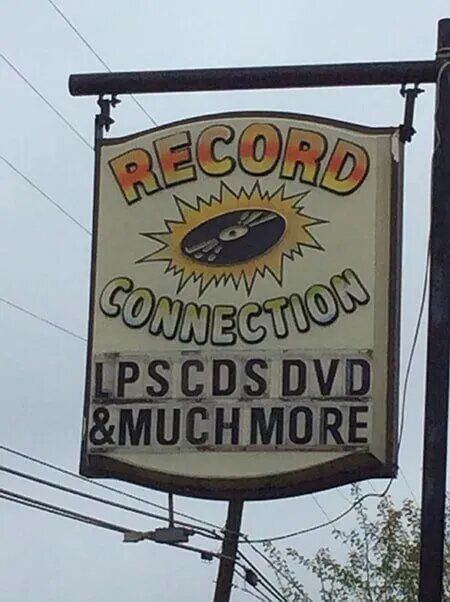 RECORD
CONNECTION
LPS CDS DVD
& MUCH MORE